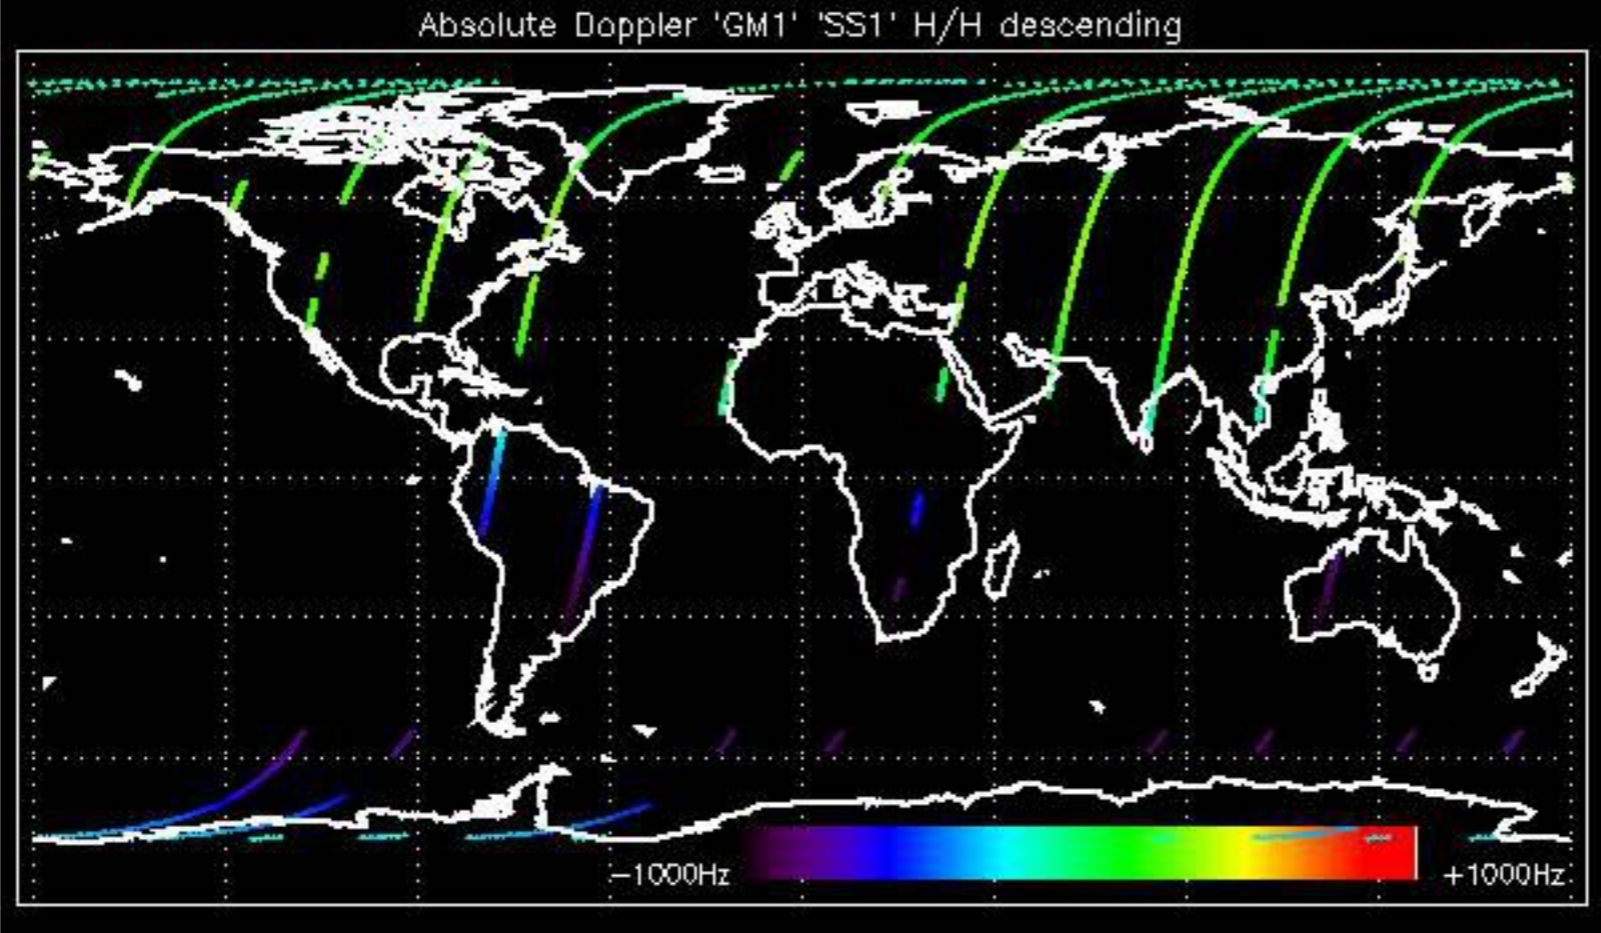 Absolute Doppler 'GM1' 'SS1' H/H descending
−1000Hz +1000Hz